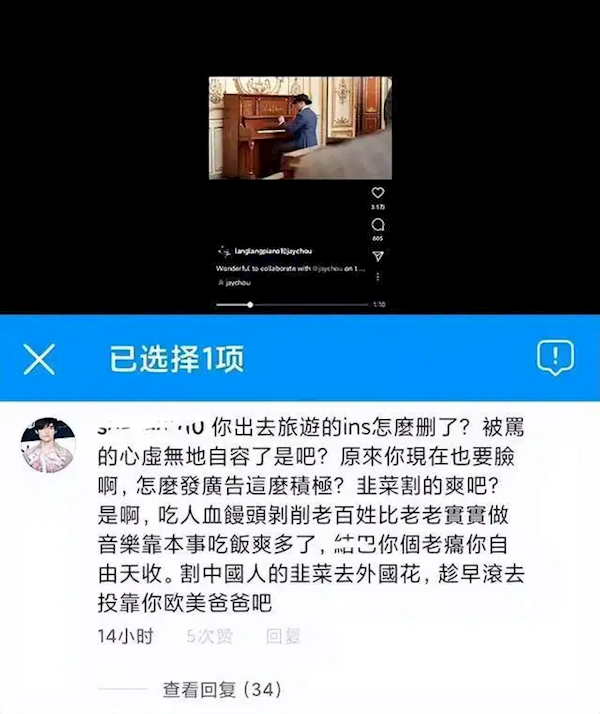 3.1万
605
langlangpiano和jaychou
Wonderful to collaborate with @jaychou on t...
jaychou
1:10
已选择1项
你出去旅遊的ins怎麼删了？被罵
的心虛無地自容了是吧？原來你現在也要臉
啊，怎麼發廣告這麼積極？韭菜割的爽吧？
是啊，吃人血饅頭剝削老百姓比老老實實做
音樂靠本事吃飯爽多了，結巴你個老癟你自
由天收。割中國人的韭菜去外國花，趁早滾去
投靠你欧美爸爸吧
14小时 5次赞 回复
查看回复 (34)